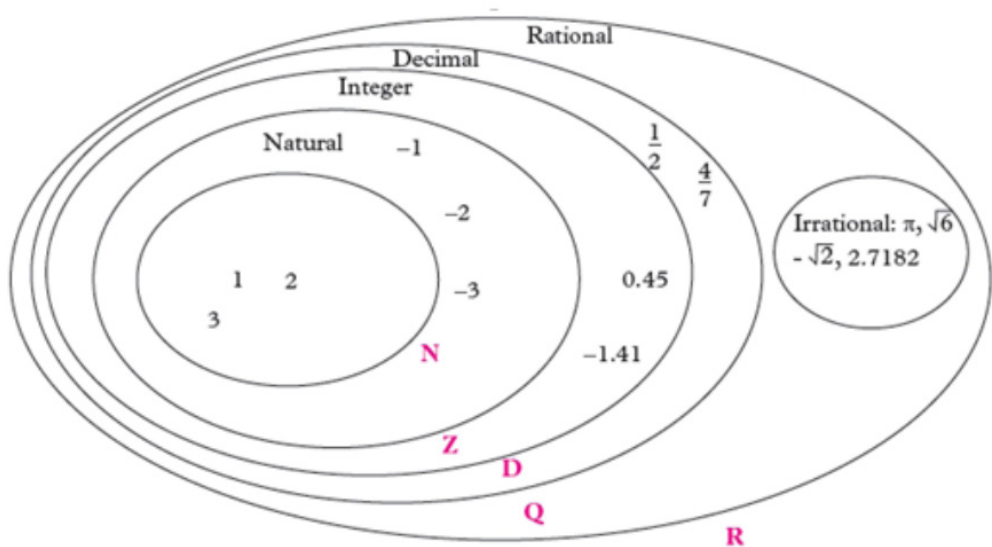 Rational
Decimal
Integer
Natural
–1
1/2
4/7
–2
Irrational: π, √6
- √2, 2.7182
1 2
–3
0.45
3
N
–1.41
Z
D
Q
R